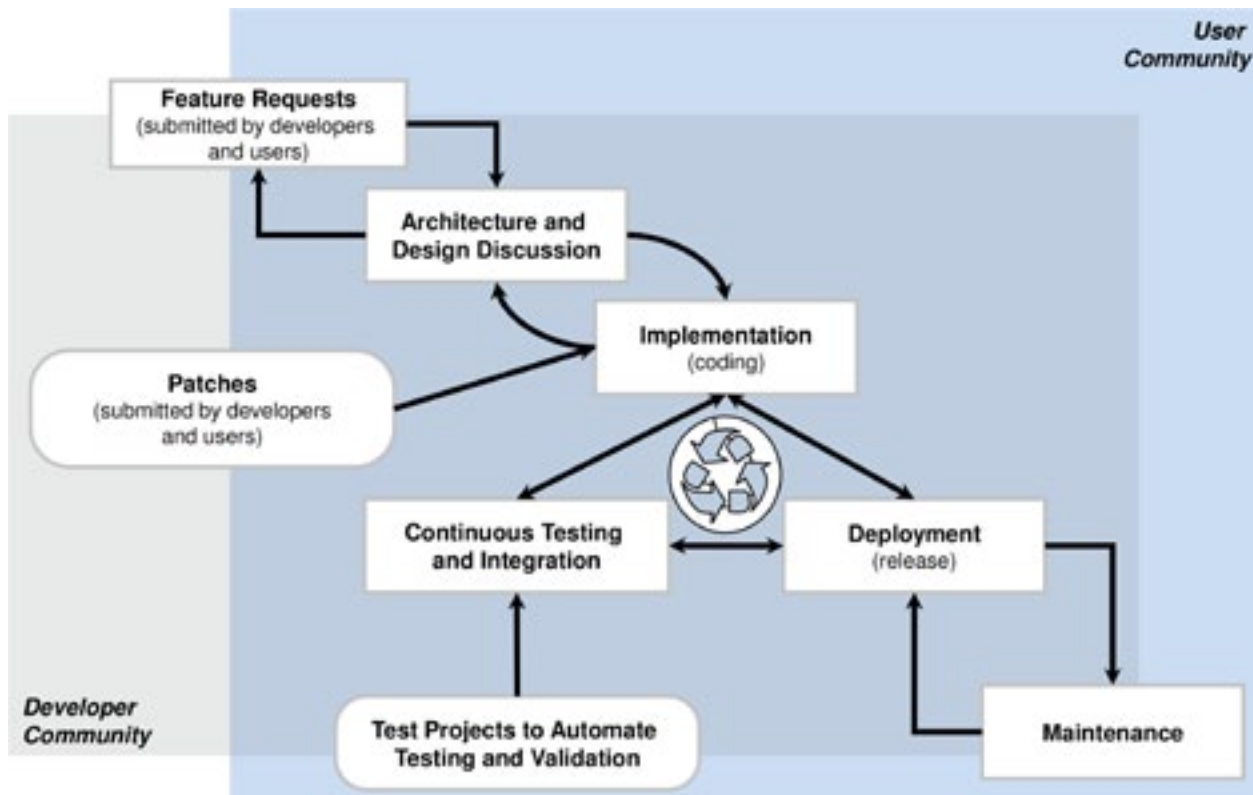 User
Community
Feature Requests
(submitted by developers
and users)
Architecture and
Design Discussion
Implementation
(coding)
Patches
(submitted by developers
and users)
Continuous Testing
and Integration
Deployment
(release)
Developer
Community
Test Projects to Automate
Testing and Validation
Maintenance